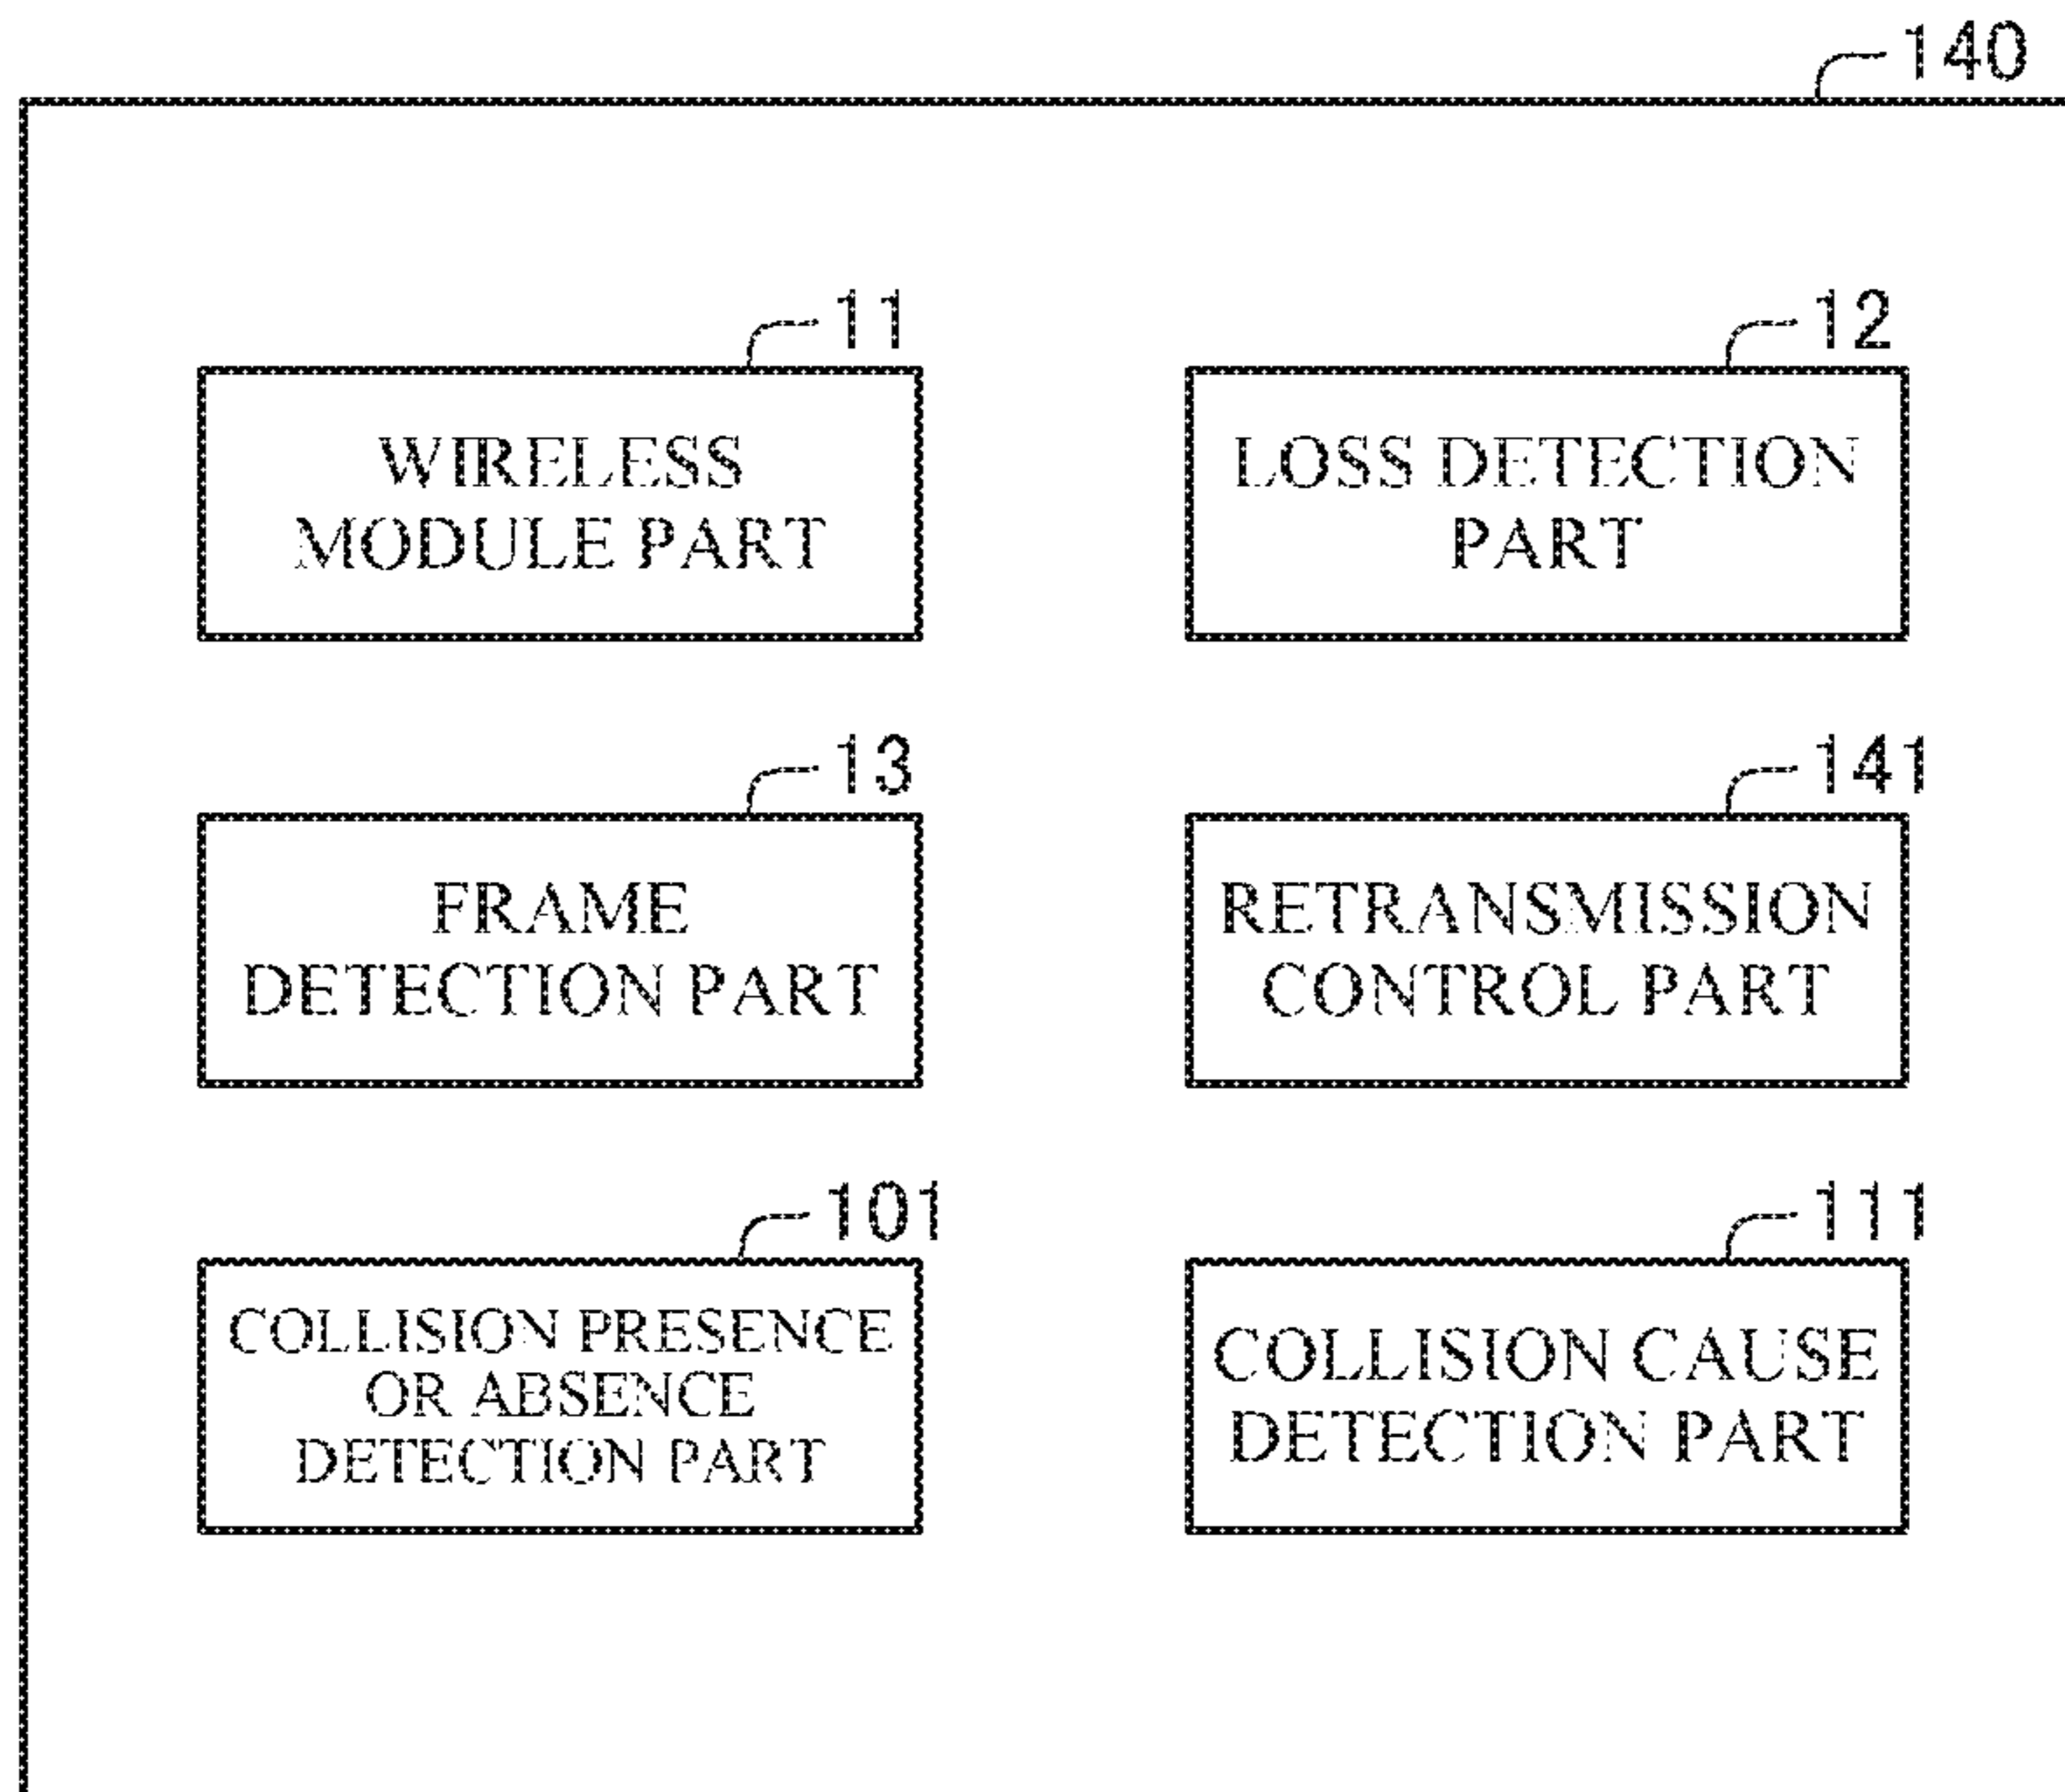 140
11
WIRELESS
MODULE PART
12
LOSS DETECTION
PART
13
FRAME
DETECTION PART
141
RETRANSMISSION
CONTROL PART
101
COLLISION PRESENCE
OR ABSENCE
DETECTION PART
111
COLLISION CAUSE
DETECTION PART